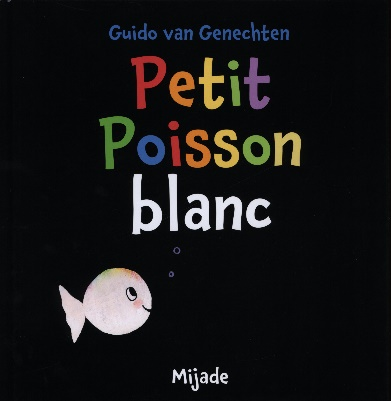 Guido van Genechten
Petit
Poisson
blanc
Mijade